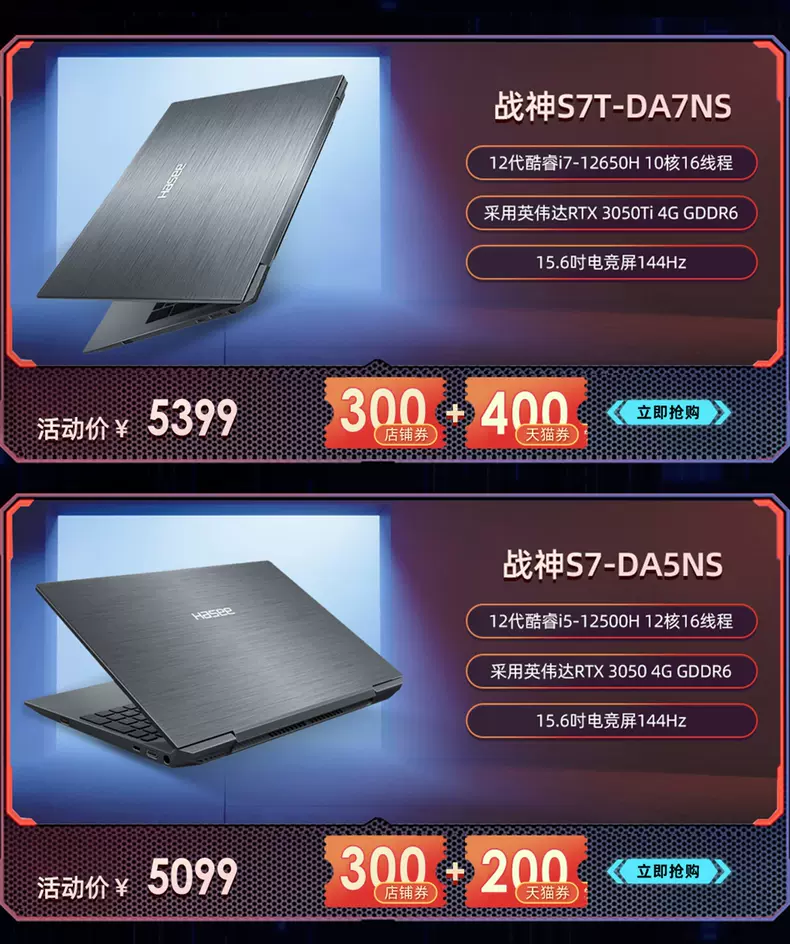 战神S7T-DA7NS
Hasee
12代酷睿i7-12650H 10核16线程
采用英伟达RTX 3050Ti 4G GDDR6
15.6吋电竞屏144Hz
活动价¥ 5399
300 店铺券 + 400 天猫券
立即抢购
战神S7-DA5NS
Hasee
12代酷睿i5-12500H 12核16线程
采用英伟达RTX 3050 4G GDDR6
15.6吋电竞屏144Hz
活动价¥ 5099
300 店铺券 + 200 天猫券
立即抢购